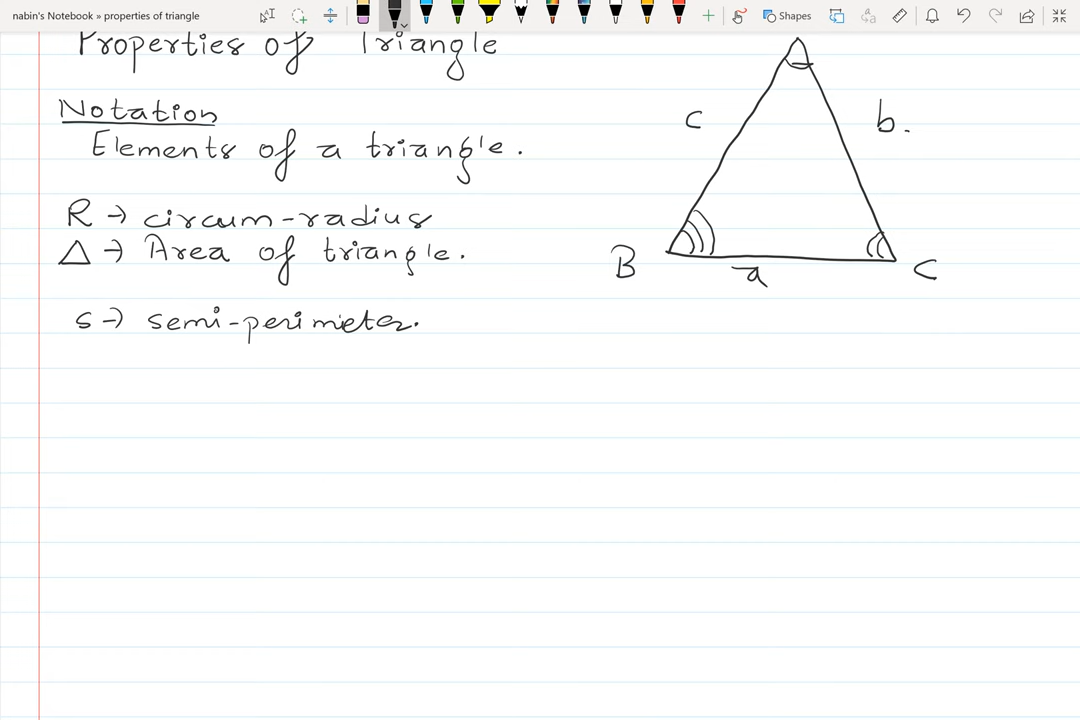 nabin's Notebook » properties of triangle
Shapes
Properties of Triangle
Notation
Elements of a triangle.
R → circum-radius
Δ → Area of triangle.
s → semi-perimeter.
c
b.
B
a
C